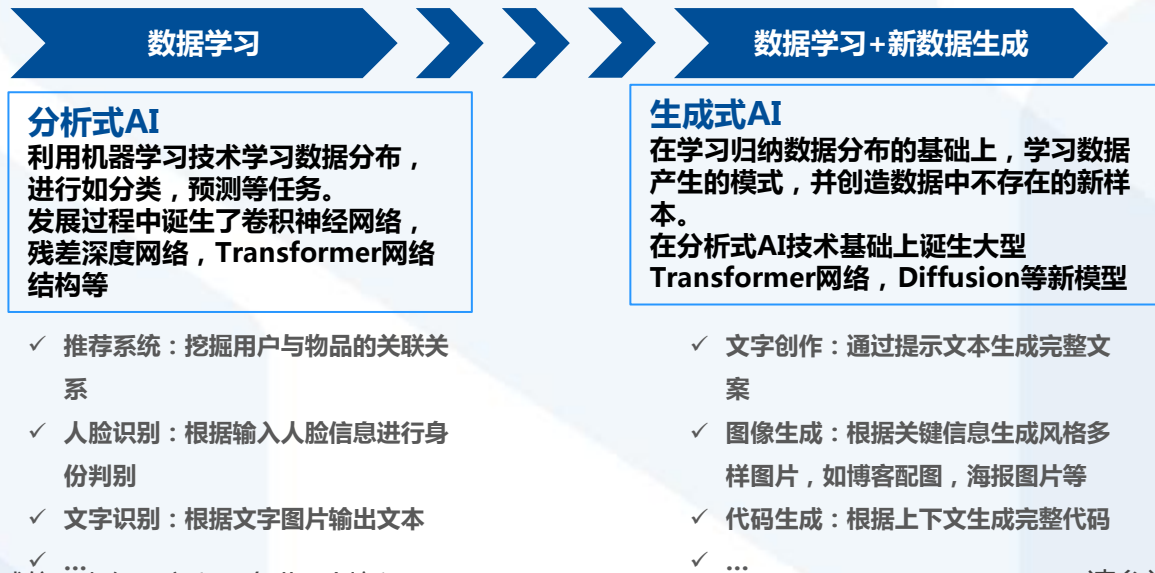 数据学习
数据学习+新数据生成
分析式AI
利用机器学习技术学习数据分布，
进行如分类，预测等任务。
发展过程中诞生了卷积神经网络，
残差深度网络，Transformer网络
结构等
✓ 推荐系统：挖掘用户与物品的关联关
系
✓ 人脸识别：根据输入人脸信息进行身
份判别
✓ 文字识别：根据文字图片输出文本
✓ ...
生成式AI
在学习归纳数据分布的基础上，学习数据
产生的模式，并创造数据中不存在的新样
本。
在分析式AI技术基础上诞生大型
Transformer网络，Diffusion等新模型
✓ 文字创作：通过提示文本生成完整文
案
✓ 图像生成：根据关键信息生成风格多
样图片，如博客配图，海报图片等
✓ 代码生成：根据上下文生成完整代码
✓ ...